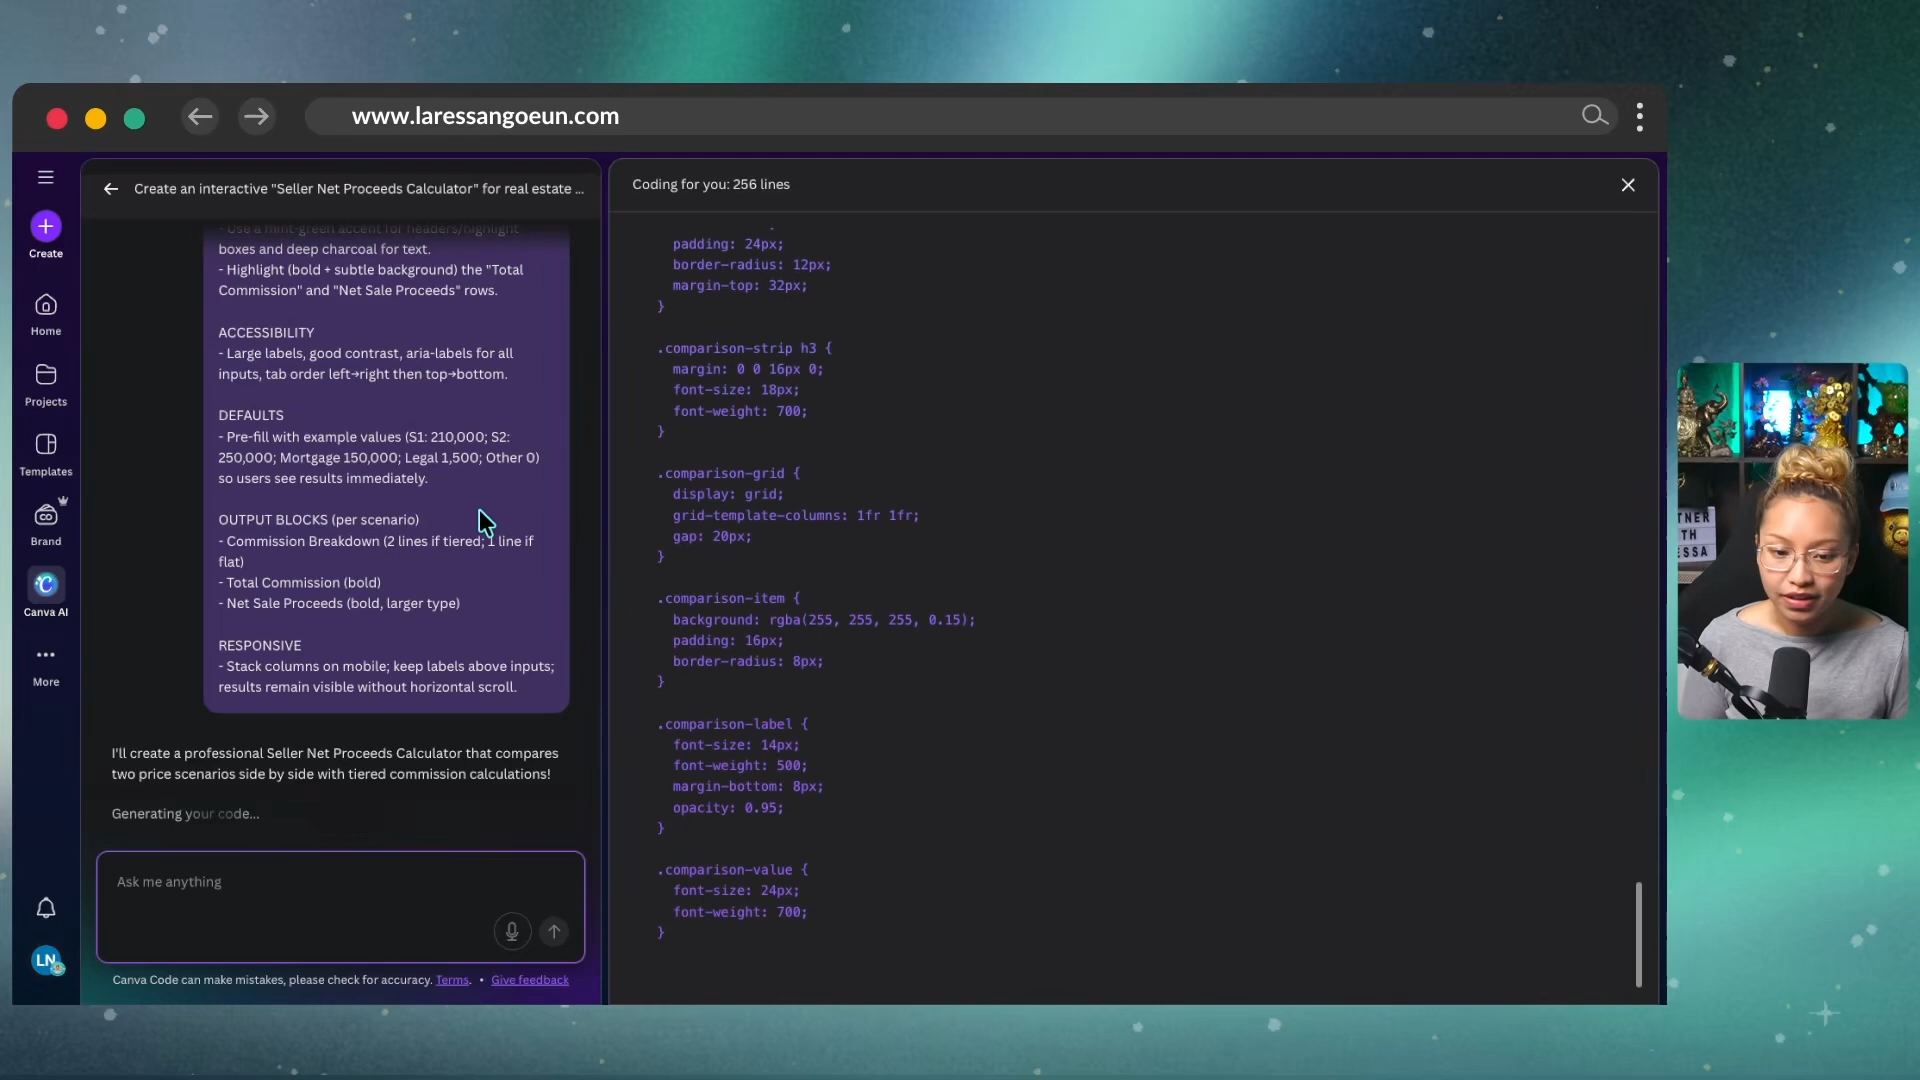 www.laressangoeun.com
Create an interactive "Seller Net Proceeds Calculator" for real estate ...
Coding for you: 256 lines
Create
Home
Projects
Templates
Brand
Canva AI
More
LN
- Use a mint-green accent for headers/highlight
boxes and deep charcoal for text.
- Highlight (bold + subtle background) the "Total
Commission" and "Net Sale Proceeds" rows.
ACCESSIBILITY
- Large labels, good contrast, aria-labels for all
inputs, tab order left→right then top→bottom.
DEFAULTS
- Pre-fill with example values (S1: 210,000; S2:
250,000; Mortgage 150,000; Legal 1,500; Other 0)
so users see results immediately.
OUTPUT BLOCKS (per scenario)
- Commission Breakdown (2 lines if tiered; 1 line if
flat)
- Total Commission (bold)
- Net Sale Proceeds (bold, larger type)
RESPONSIVE
- Stack columns on mobile; keep labels above inputs;
results remain visible without horizontal scroll.
I'll create a professional Seller Net Proceeds Calculator that compares
two price scenarios side by side with tiered commission calculations!
Generating your code...
Ask me anything
Canva Code can make mistakes, please check for accuracy. Terms. • Give feedback
padding: 24px;
border-radius: 12px;
margin-top: 32px;
}
.comparison-strip h3 {
margin: 0 0 16px 0;
font-size: 18px;
font-weight: 700;
}
.comparison-grid {
display: grid;
grid-template-columns: 1fr 1fr;
gap: 20px;
}
.comparison-item {
background: rgba(255, 255, 255, 0.15);
padding: 16px;
border-radius: 8px;
}
.comparison-label {
font-size: 14px;
font-weight: 500;
margin-bottom: 8px;
opacity: 0.95;
}
.comparison-value {
font-size: 24px;
font-weight: 700;
}